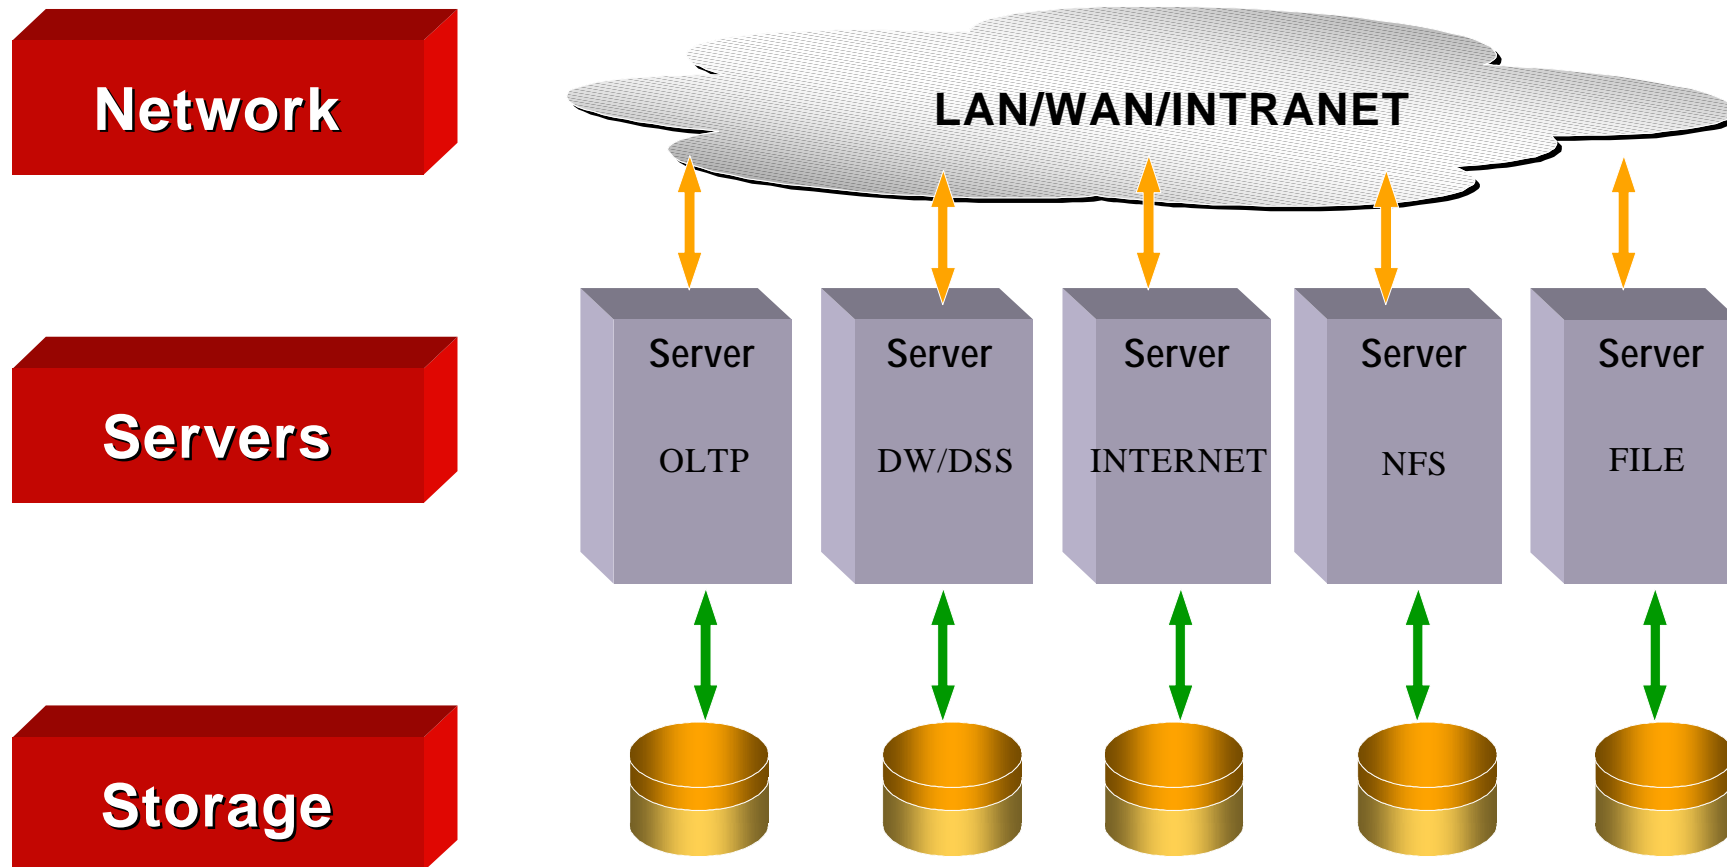 Network
LAN/WAN/INTRANET
Servers
Server
OLTP
Server
DW/DSS
Server
INTERNET
Server
NFS
Server
FILE
Storage